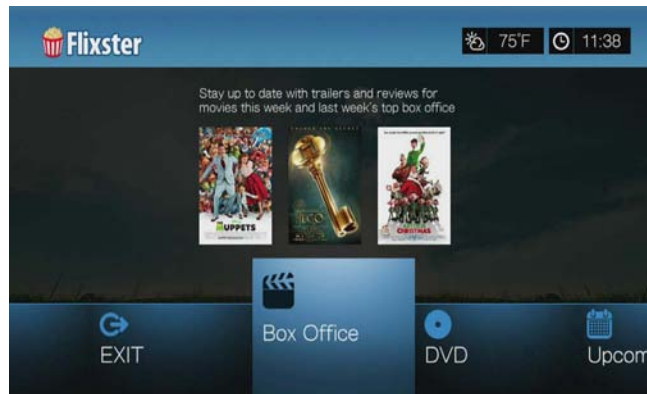 Flixster
75°F
11:38
Stay up to date with trailers and reviews for
movies this week and last week's top box office
MUPPETS
HUGO
CHRISTMAS
EXIT
Box Office
DVD
Upcom